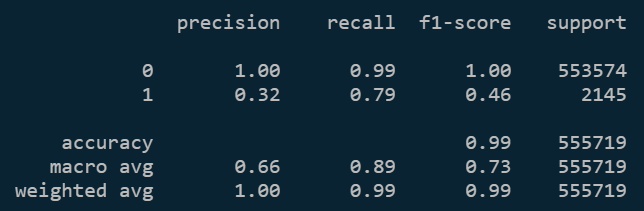 precision recall f1-score support
0 1.00 0.99 1.00 553574
1 0.32 0.79 0.46 2145
accuracy 0.99 555719
macro avg 0.66 0.89 0.73 555719
weighted avg 1.00 0.99 0.99 555719